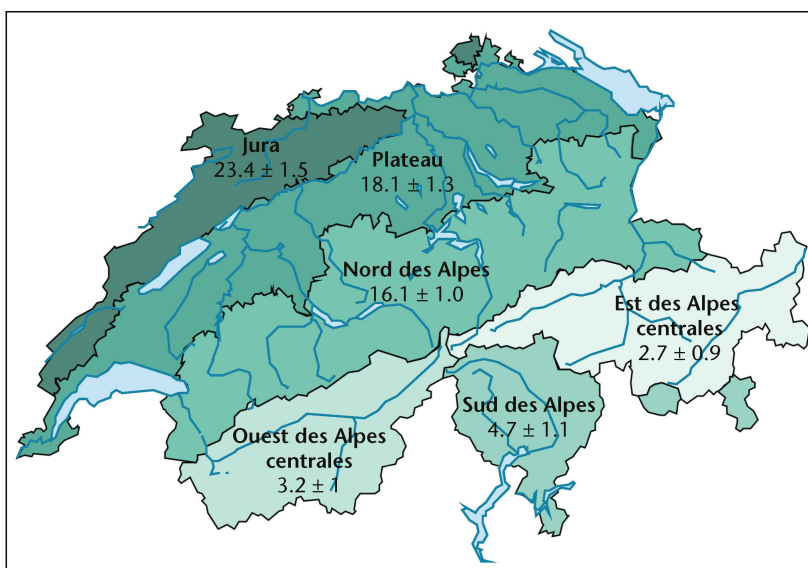 Jura
23.4 ± 1.5
Plateau
18.1 ± 1.3
Nord des Alpes
16.1 ± 1.0
Est des Alpes
centrales
2.7 ± 0.9
Sud des Alpes
4.7 ± 1.1
Ouest des Alpes
centrales
3.2 ± 1